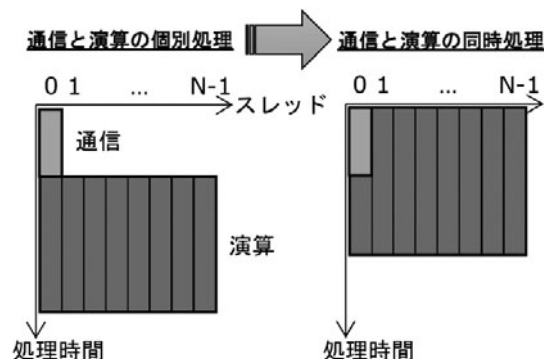 通信と演算の個別処理
通信と演算の同時処理
0 1 ... N-1
スレッド
通信
演算
処理時間
0 1 ... N-1
処理時間